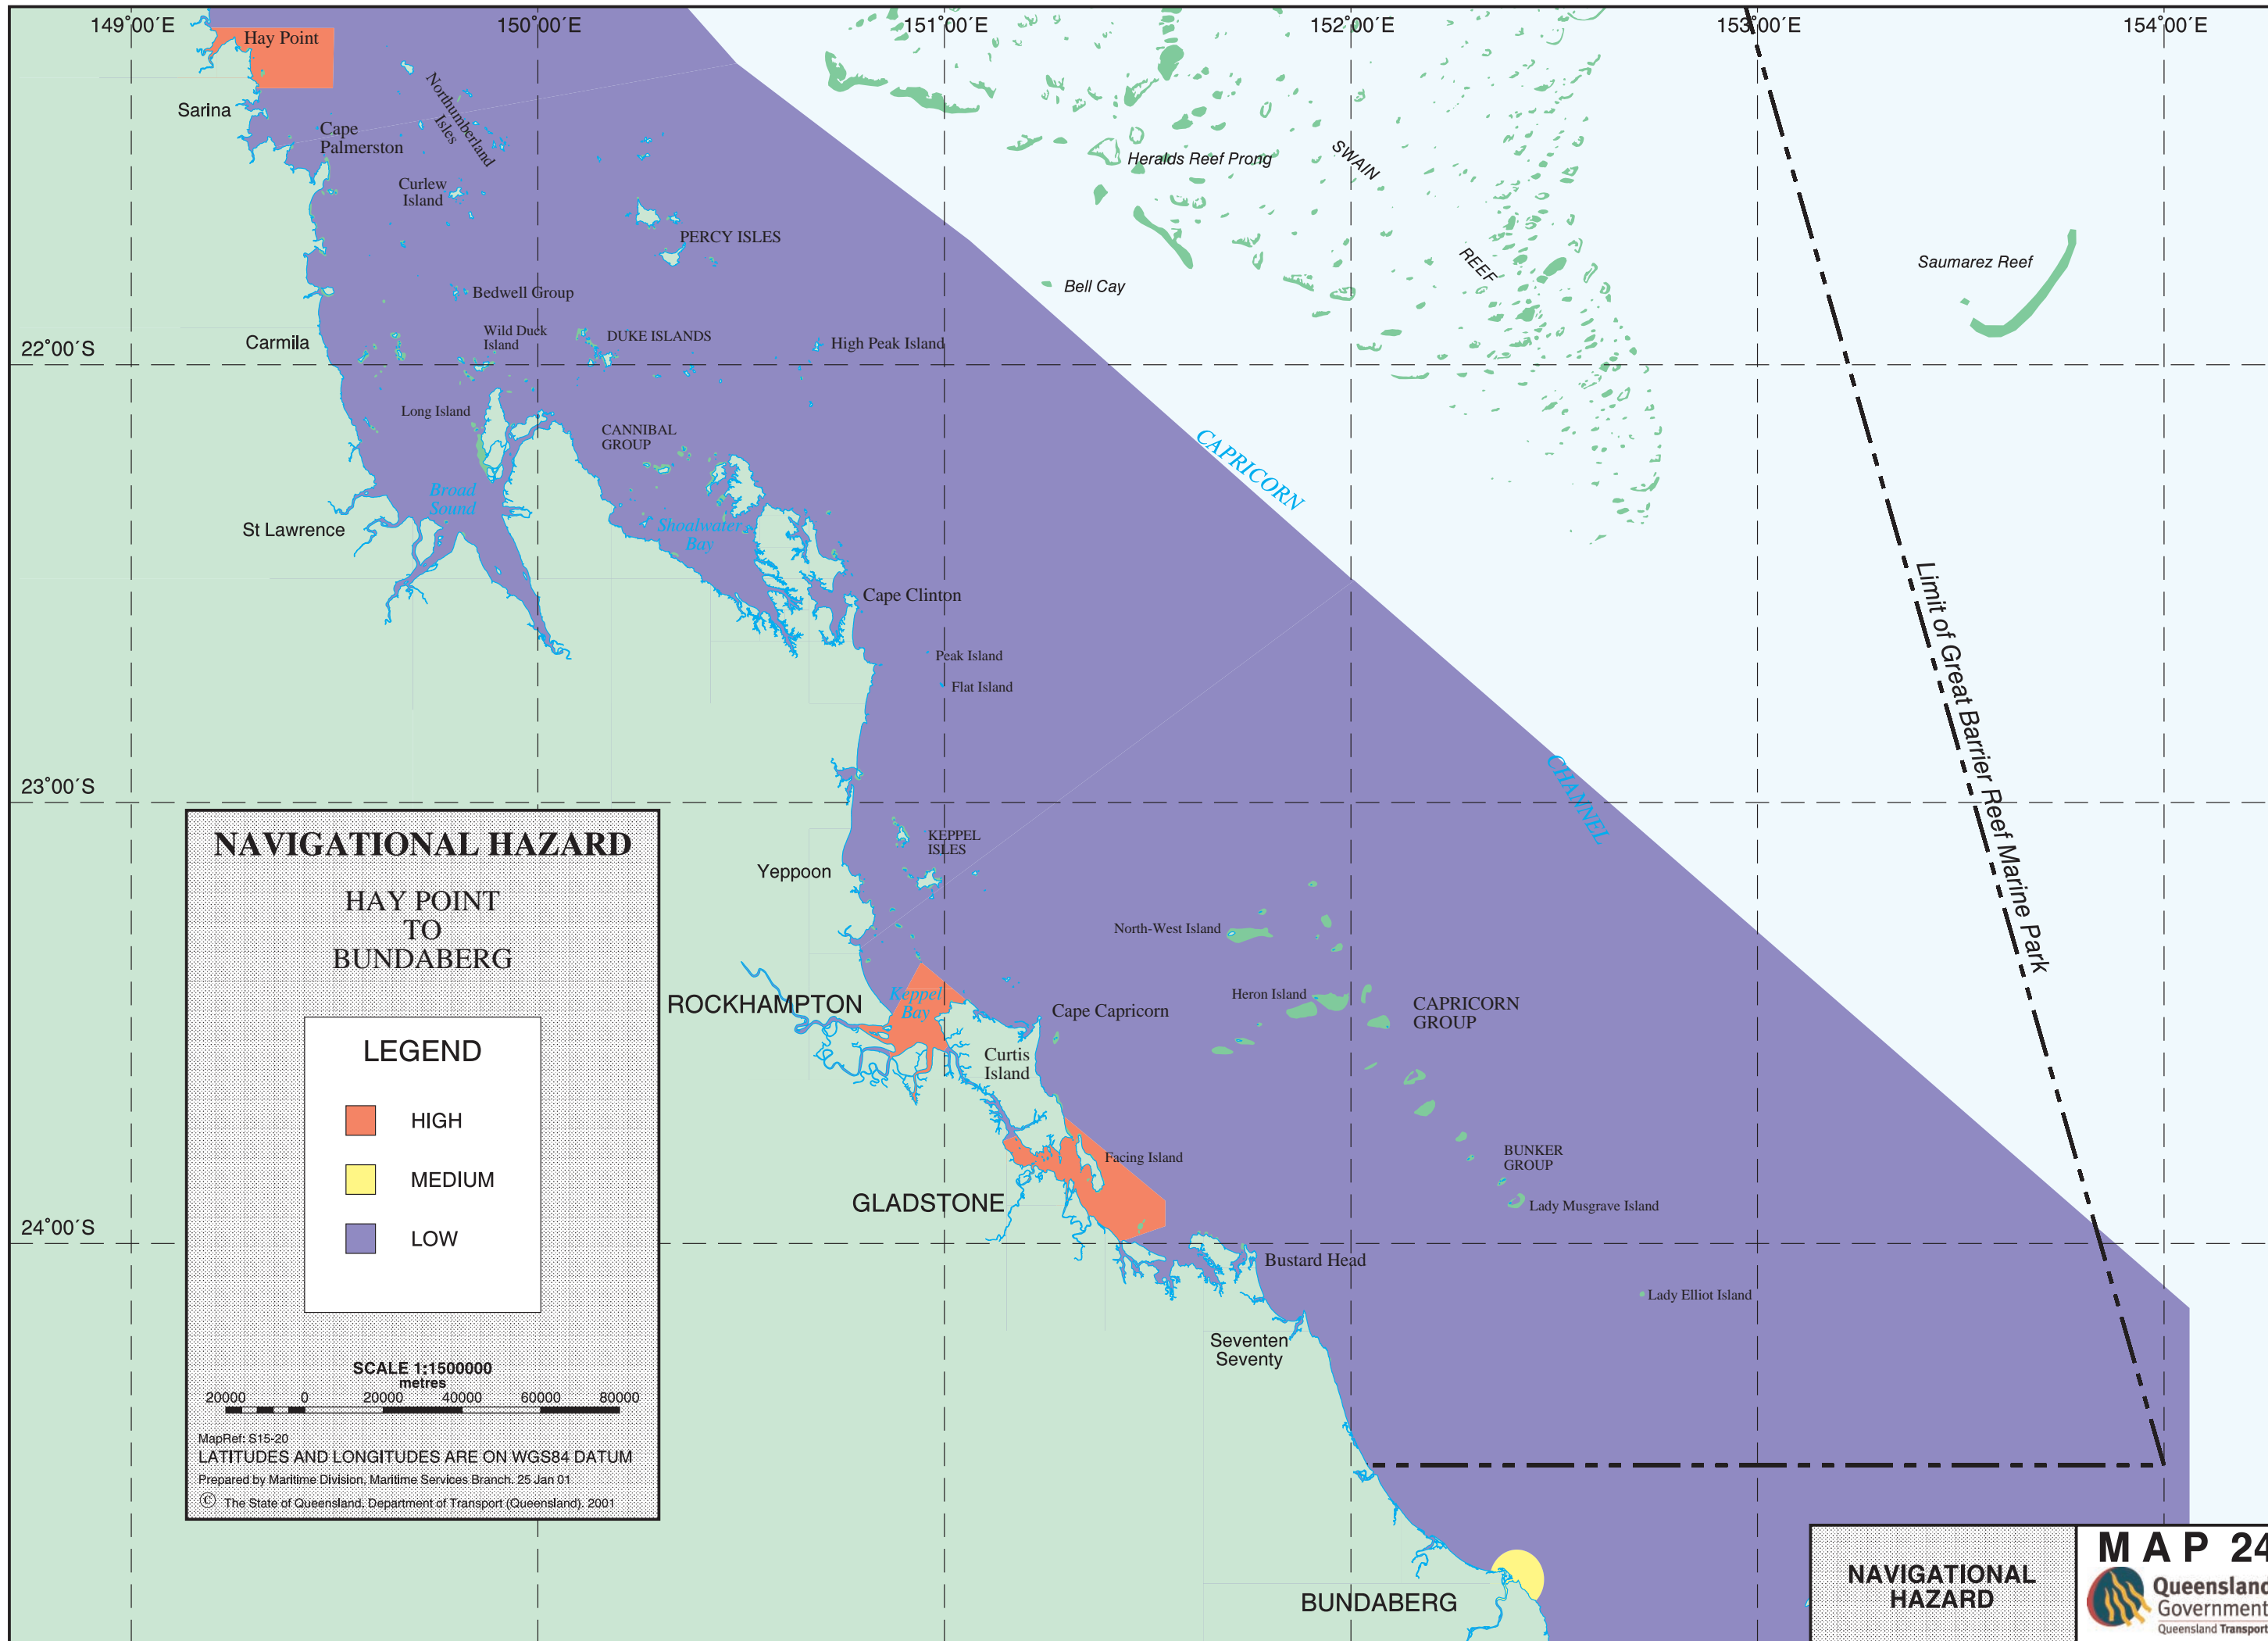 149°00´E
150°00´E
151°00´E
152°00´E
153°00´E
154°00´E
Hay Point
Sarina
Northumberland
Isles
Cape
Palmerston
Heralds Reef Prong
SWAIN
REEF
Curlew
Island
PERCY ISLES
Saumarez Reef
Bell Cay
Bedwell Group
Wild Duck
Island
DUKE ISLANDS
Carmila
High Peak Island
22°00´S
Long Island
CANNIBAL
GROUP
CAPRICORN
CHANNEL
Broad
Sound
St Lawrence
Shoalwater
Bay
Cape Clinton
Limit of Great Barrier Reef Marine Park
Peak Island
Flat Island
23°00´S
KEPPEL
ISLES
Yeppoon
North-West Island
ROCKHAMPTON
Keppel
Bay
Heron Island
Cape Capricorn
CAPRICORN
GROUP
Curtis
Island
Facing Island
BUNKER
GROUP
GLADSTONE
Lady Musgrave Island
24°00´S
Bustard Head
Lady Elliot Island
Seventen
Seventy
BUNDABERG
NAVIGATIONAL HAZARD
HAY POINT
TO
BUNDABERG
LEGEND
HIGH
MEDIUM
LOW
SCALE 1:1500000
metres
20000 0 20000 40000 60000 80000
MapRef: S15-20
LATITUDES AND LONGITUDES ARE ON WGS84 DATUM
Prepared by Maritime Division, Maritime Services Branch. 25 Jan 01
© The State of Queensland, Department of Transport (Queensland). 2001
NAVIGATIONAL
HAZARD
MAP 24
Queensland
Government
Queensland Transport